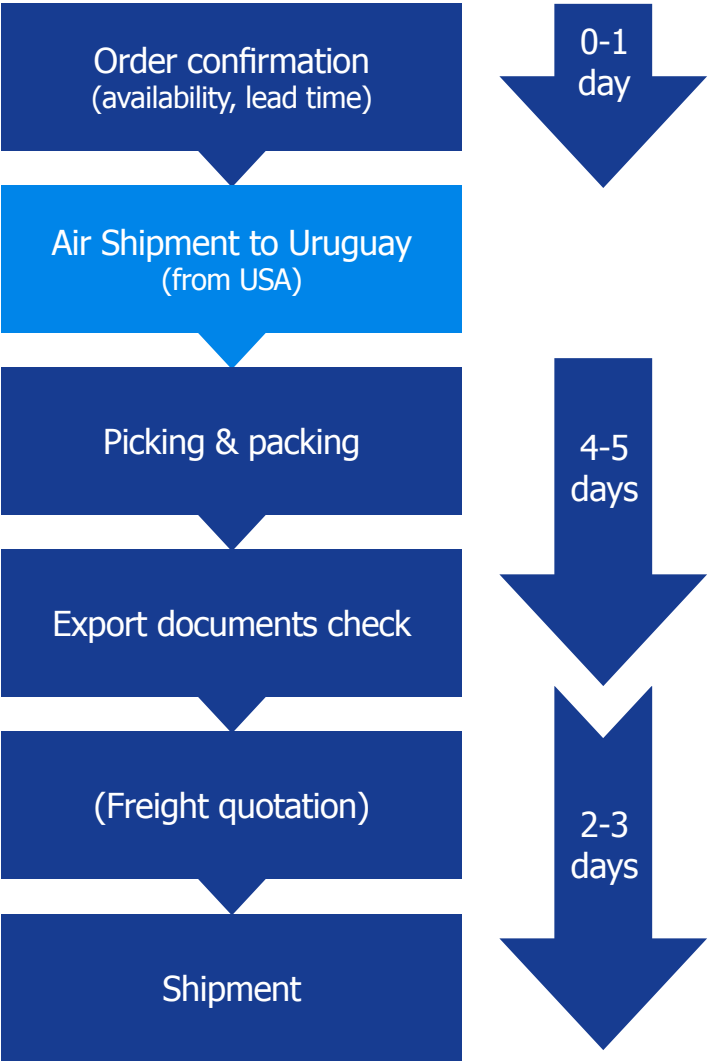 Order confirmation
(availability, lead time)
0-1
day
Air Shipment to Uruguay
(from USA)
Picking & packing
4-5
days
Export documents check
(Freight quotation)
2-3
days
Shipment